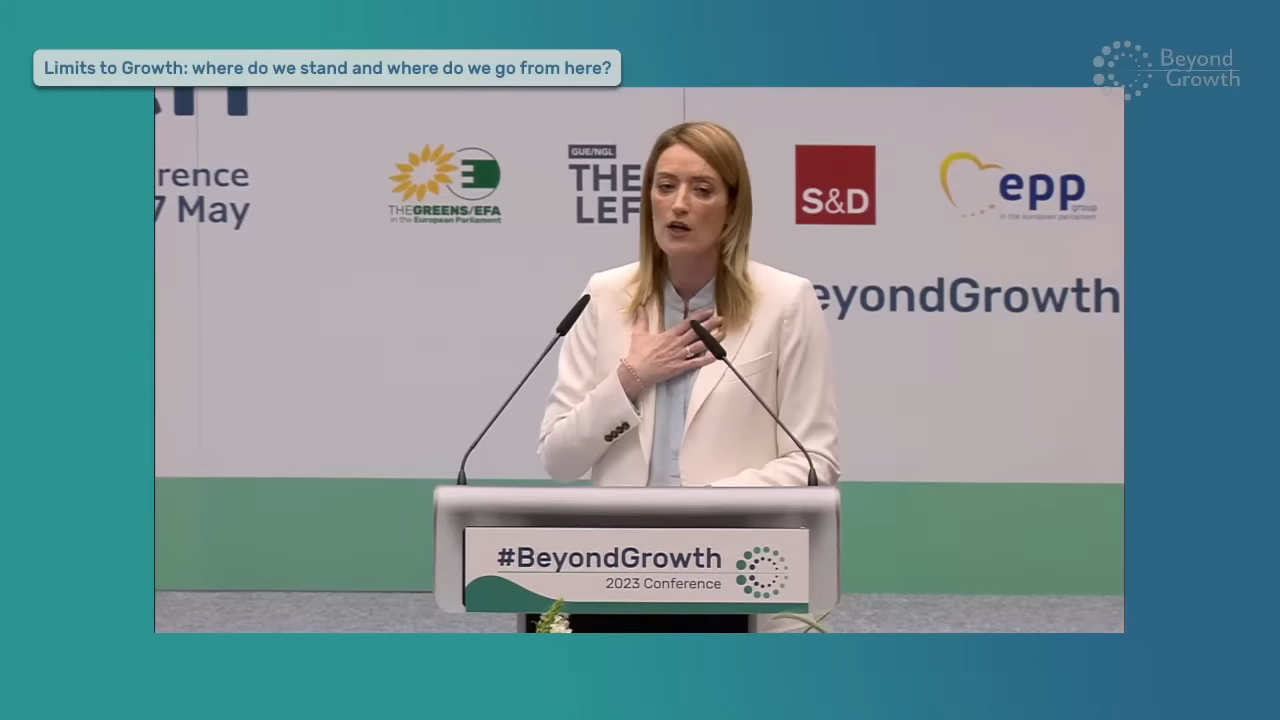 Limits to Growth: where do we stand and where do we go from here?
Beyond
Growth
rence
7 May
THE GREENS/EFA
in the European Parliament
GUE/NGL
THE
LEF
S&D
epp
group
in the european parliament
eyondGrowth
#BeyondGrowth
2023 Conference